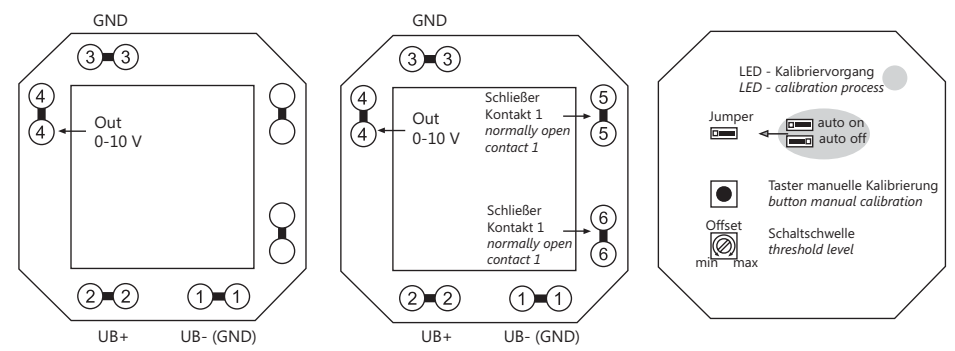 GND
3 3
4
4
Out
0-10 V
2 2
1 1
UB+
UB- (GND)
GND
3 3
4
4
Out
0-10 V
Schließer
Kontakt 1
normally open
contact 1
5
5
Schließer
Kontakt 1
normally open
contact 1
6
6
2 2
1 1
UB+
UB- (GND)
LED - Kalibriervorgang
LED - calibration process
Jumper
auto on
auto off
Taster manuelle Kalibrierung
button manual calibration
Offset
min max
Schaltschwelle
threshold level